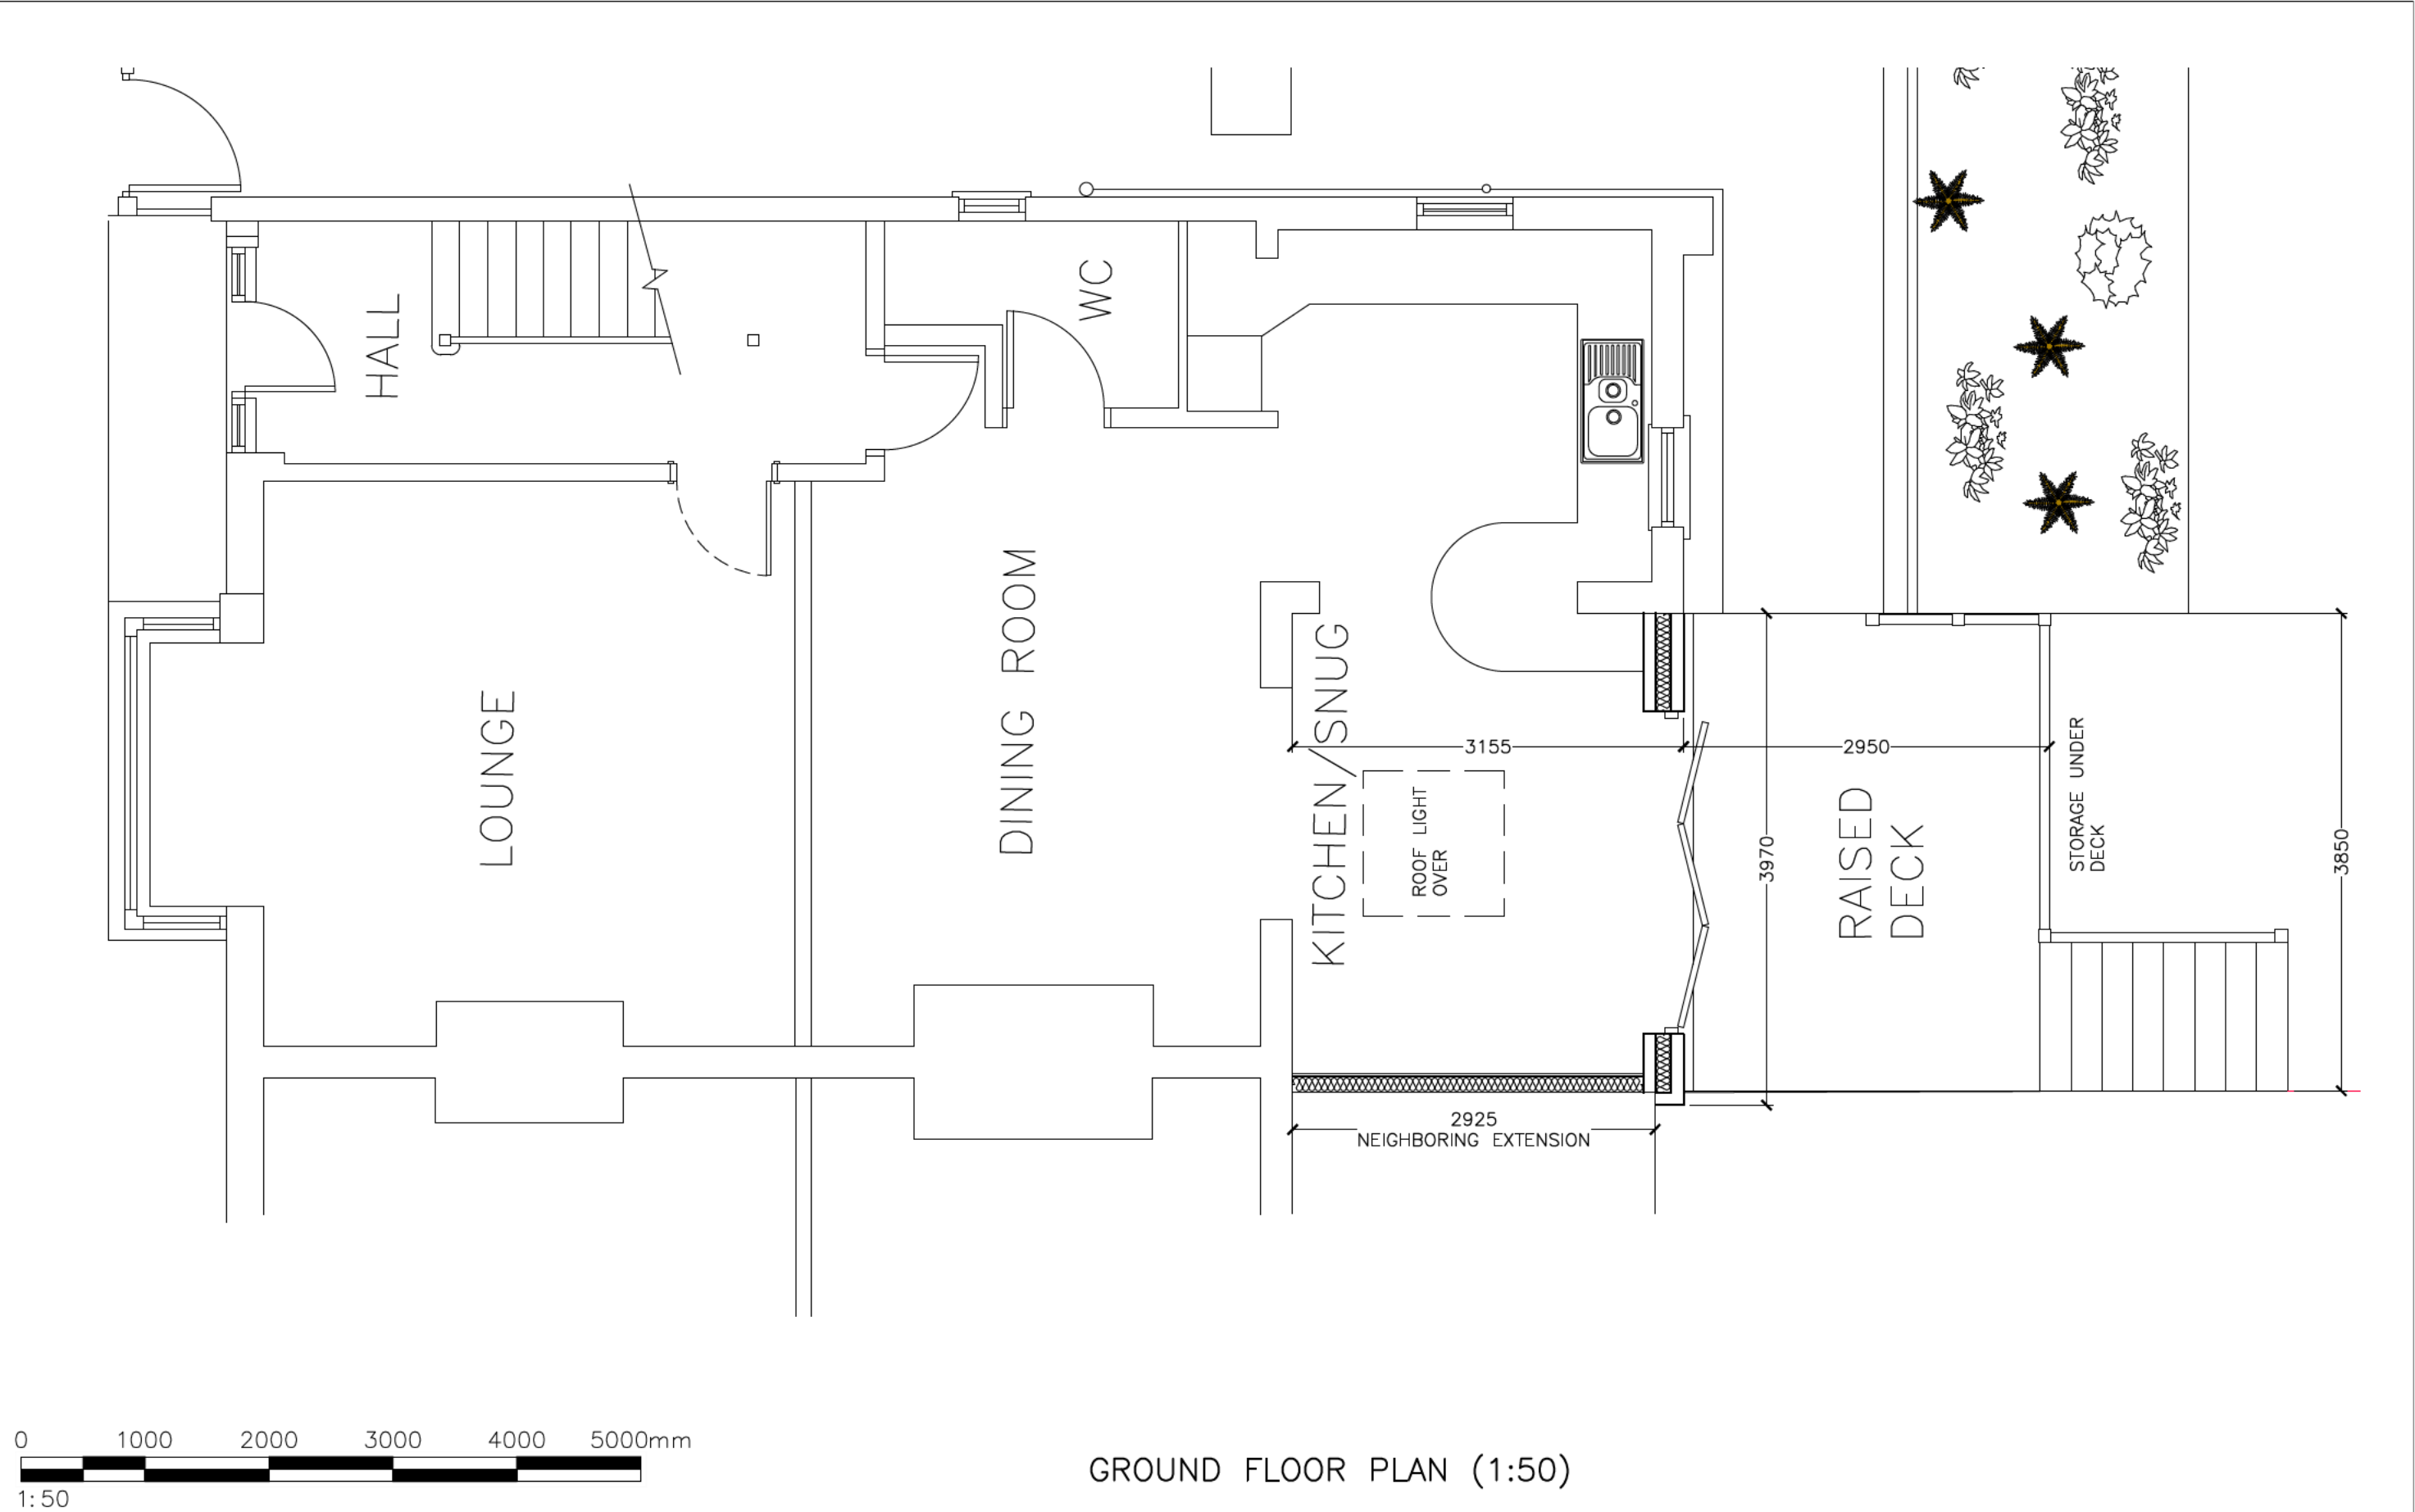 HALL
WC
LOUNGE
DINING ROOM
KITCHEN/SNUG
ROOF LIGHT
OVER
3155
2950
3970
RAISED
DECK
STORAGE UNDER
DECK
3850
2925
NEIGHBORING EXTENSION
0 1000 2000 3000 4000 5000mm
1:50
GROUND FLOOR PLAN (1:50)